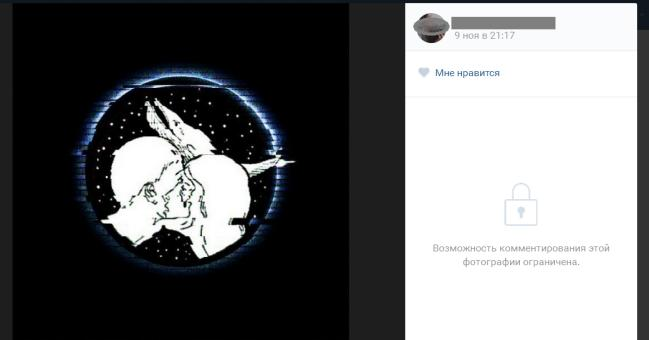 9 ноя в 21:17
Мне нравится
Возможность комментирования этой
фотографии ограничена.